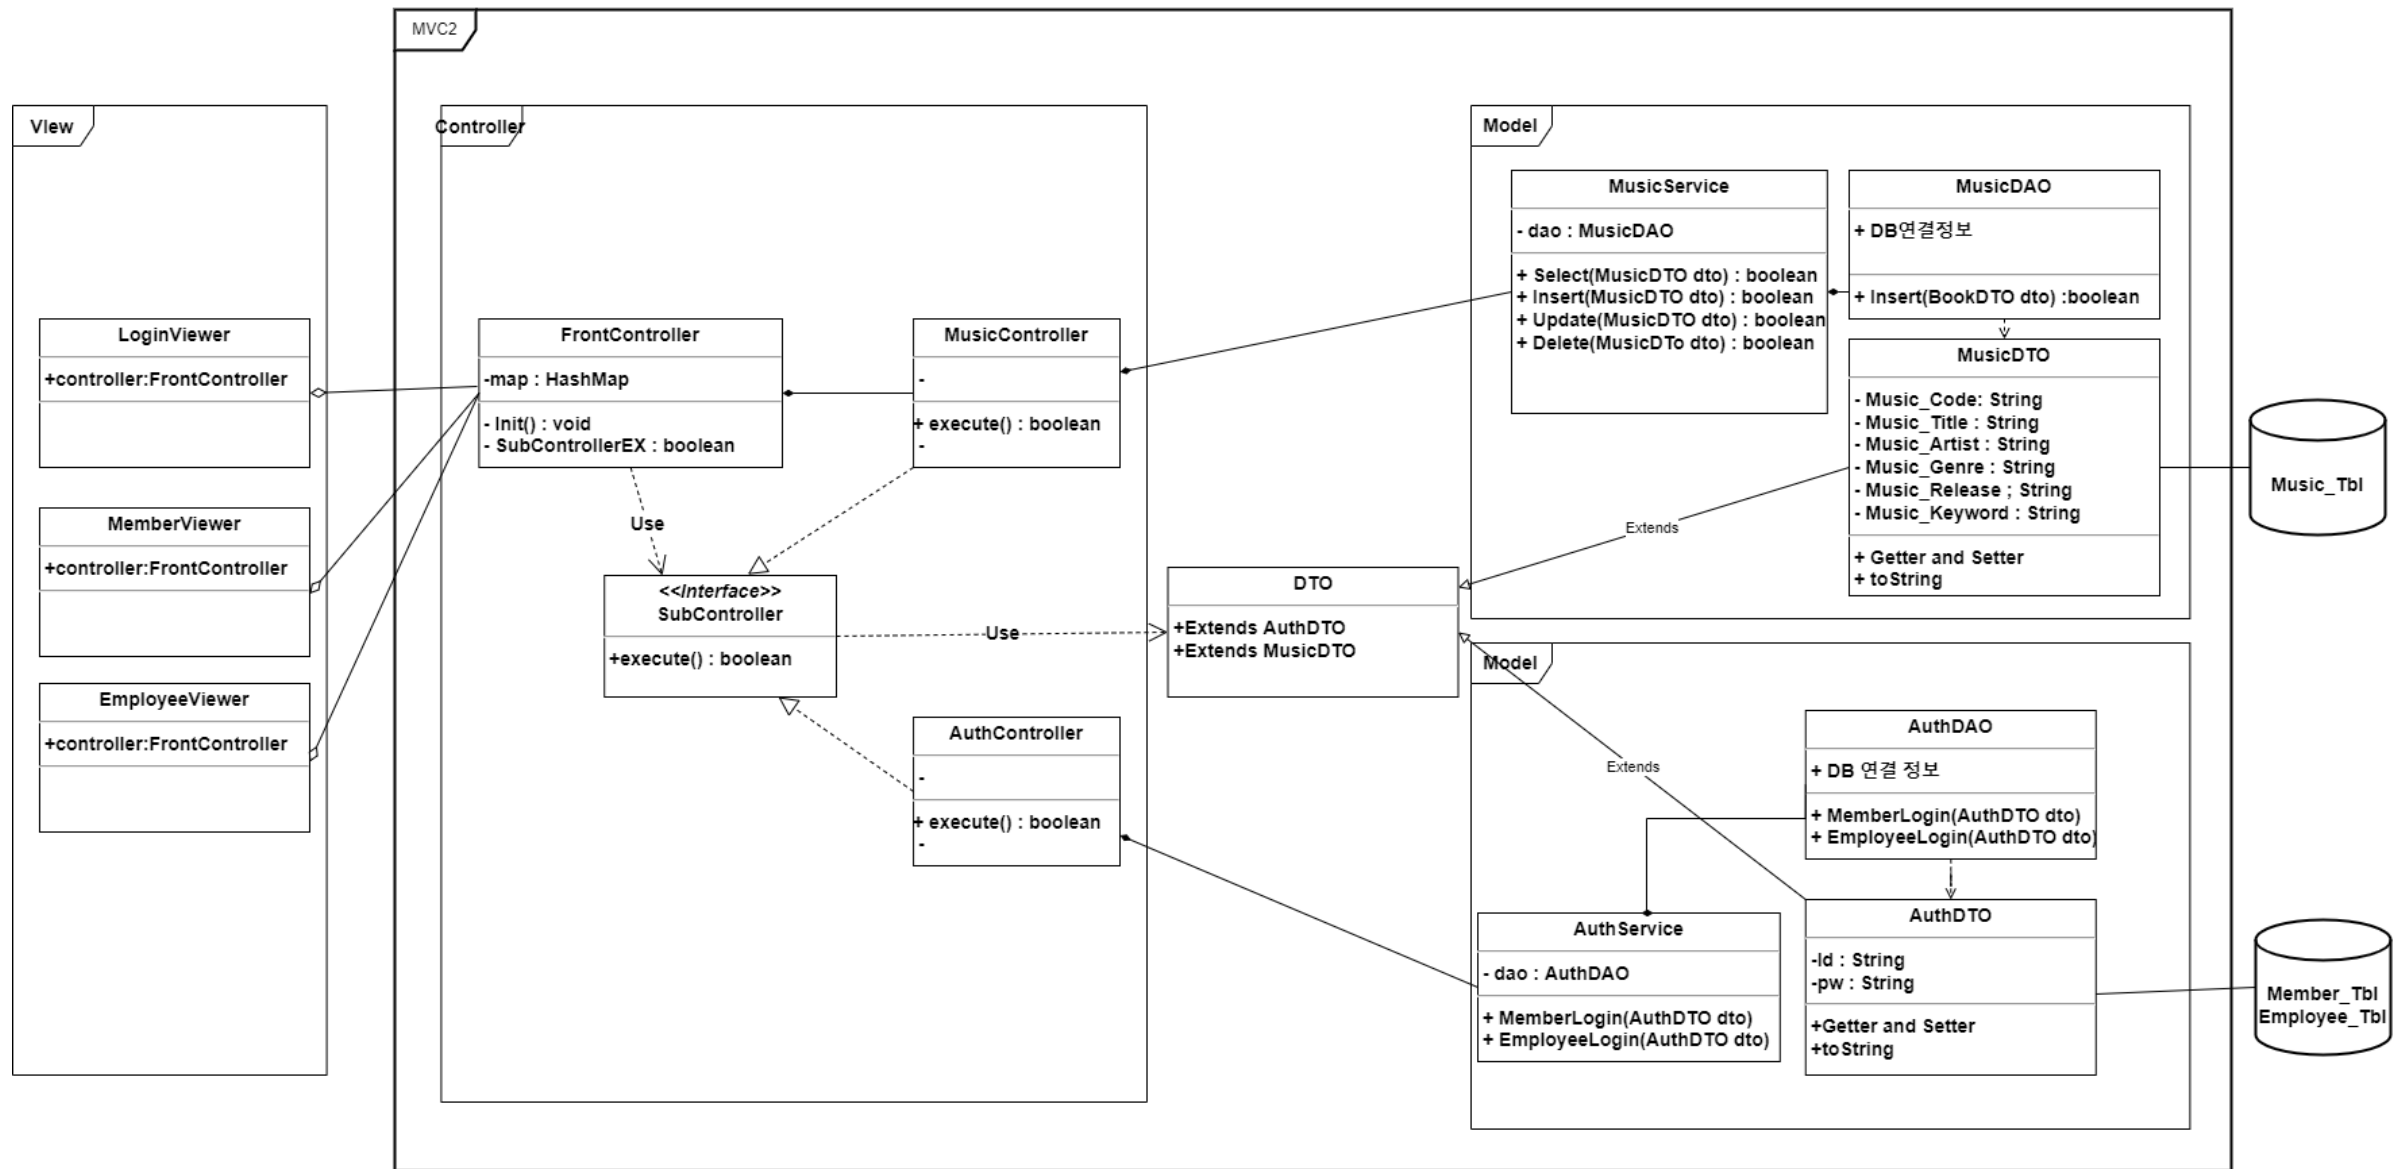 MVC2
VIew
LoginViewer
+controller:FrontController
MemberViewer
+controller:FrontController
EmployeeViewer
+controller:FrontController
Controller
FrontController
-map : HashMap
- Init() : void
- SubControllerEX : boolean
MusicController
-
+ execute() : boolean
-
Use
<<Interface>>
SubController
+execute() : boolean
Use
AuthController
-
+ execute() : boolean
-
DTO
+Extends AuthDTO
+Extends MusicDTO
Model
MusicService
- dao : MusicDAO
+ Select(MusicDTO dto) : boolean
+ Insert(MusicDTO dto) : boolean
+ Update(MusicDTO dto) : boolean
+ Delete(MusicDTo dto) : boolean
MusicDAO
+ DB연결정보
+ Insert(BookDTO dto) :boolean
MusicDTO
- Music_Code: String
- Music_Title : String
- Music_Artist : String
- Music_Genre : String
- Music_Release ; String
- Music_Keyword : String
+ Getter and Setter
+ toString
Extends
Music_Tbl
Model
Extends
AuthDAO
+ DB 연결 정보
+ MemberLogin(AuthDTO dto)
+ EmployeeLogin(AuthDTO dto)
AuthService
- dao : AuthDAO
+ MemberLogin(AuthDTO dto)
+ EmployeeLogin(AuthDTO dto)
AuthDTO
-Id : String
-pw : String
+Getter and Setter
+toString
Member_Tbl
Employee_Tbl